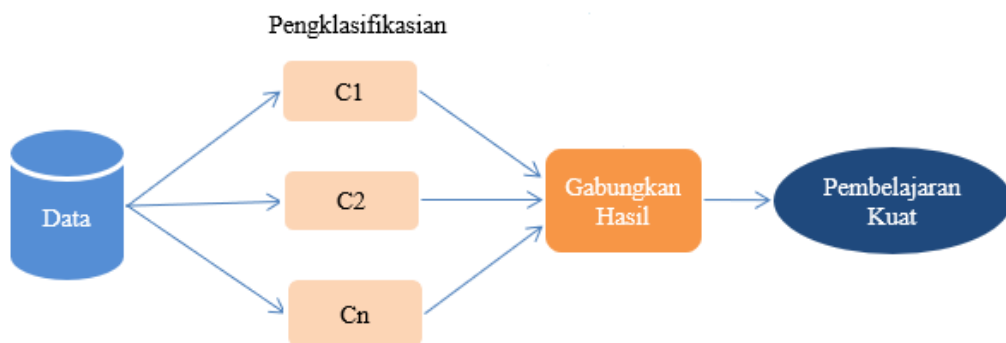 Pengklasifikasian
C1
C2
Cn
Data
Gabungkan
Hasil
Pembelajaran
Kuat